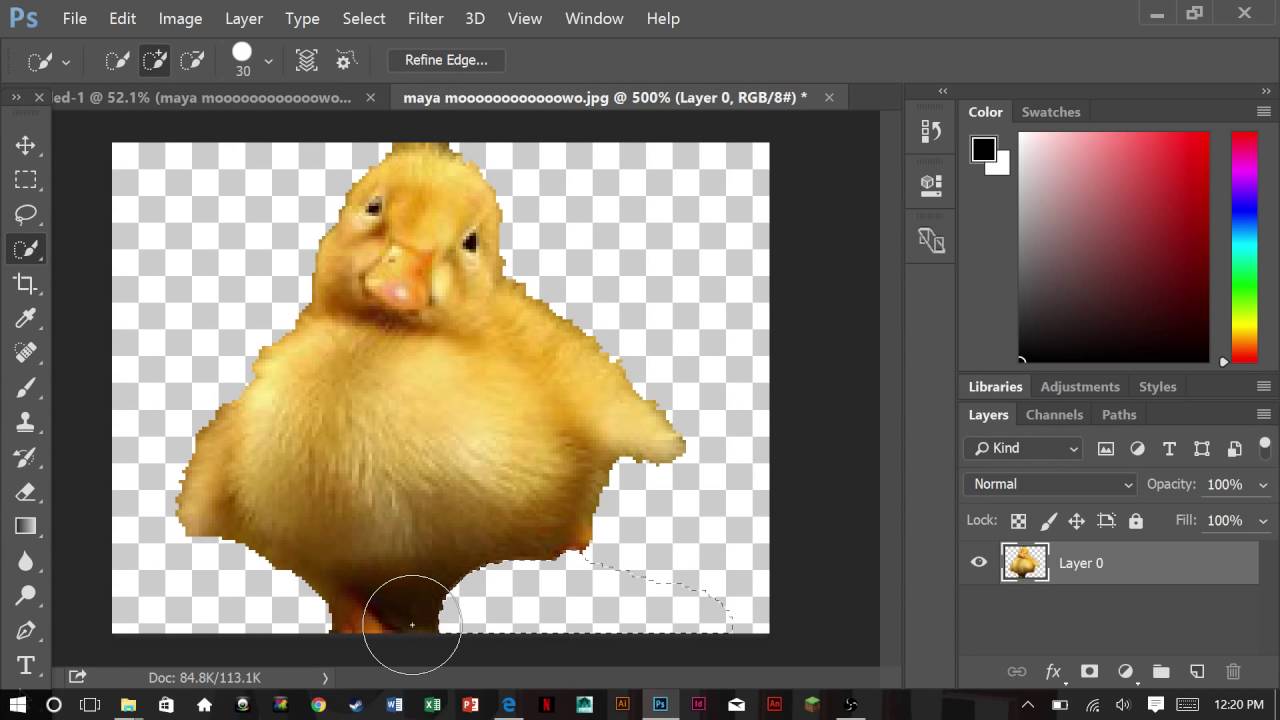 Ps File Edit Image Layer Type Select Filter 3D View Window Help
30 Refine Edge...
ed-1 @ 52.1% (maya mooooooooooowo... × maya mooooooooooowo.jpg @ 500% (Layer 0, RGB/8#) * ×
Color Swatches
Libraries Adjustments Styles
Layers Channels Paths
Kind
Normal Opacity: 100%
Lock: Fill: 100%
Layer 0
Doc: 84.8K/113.1K
12:20 PM